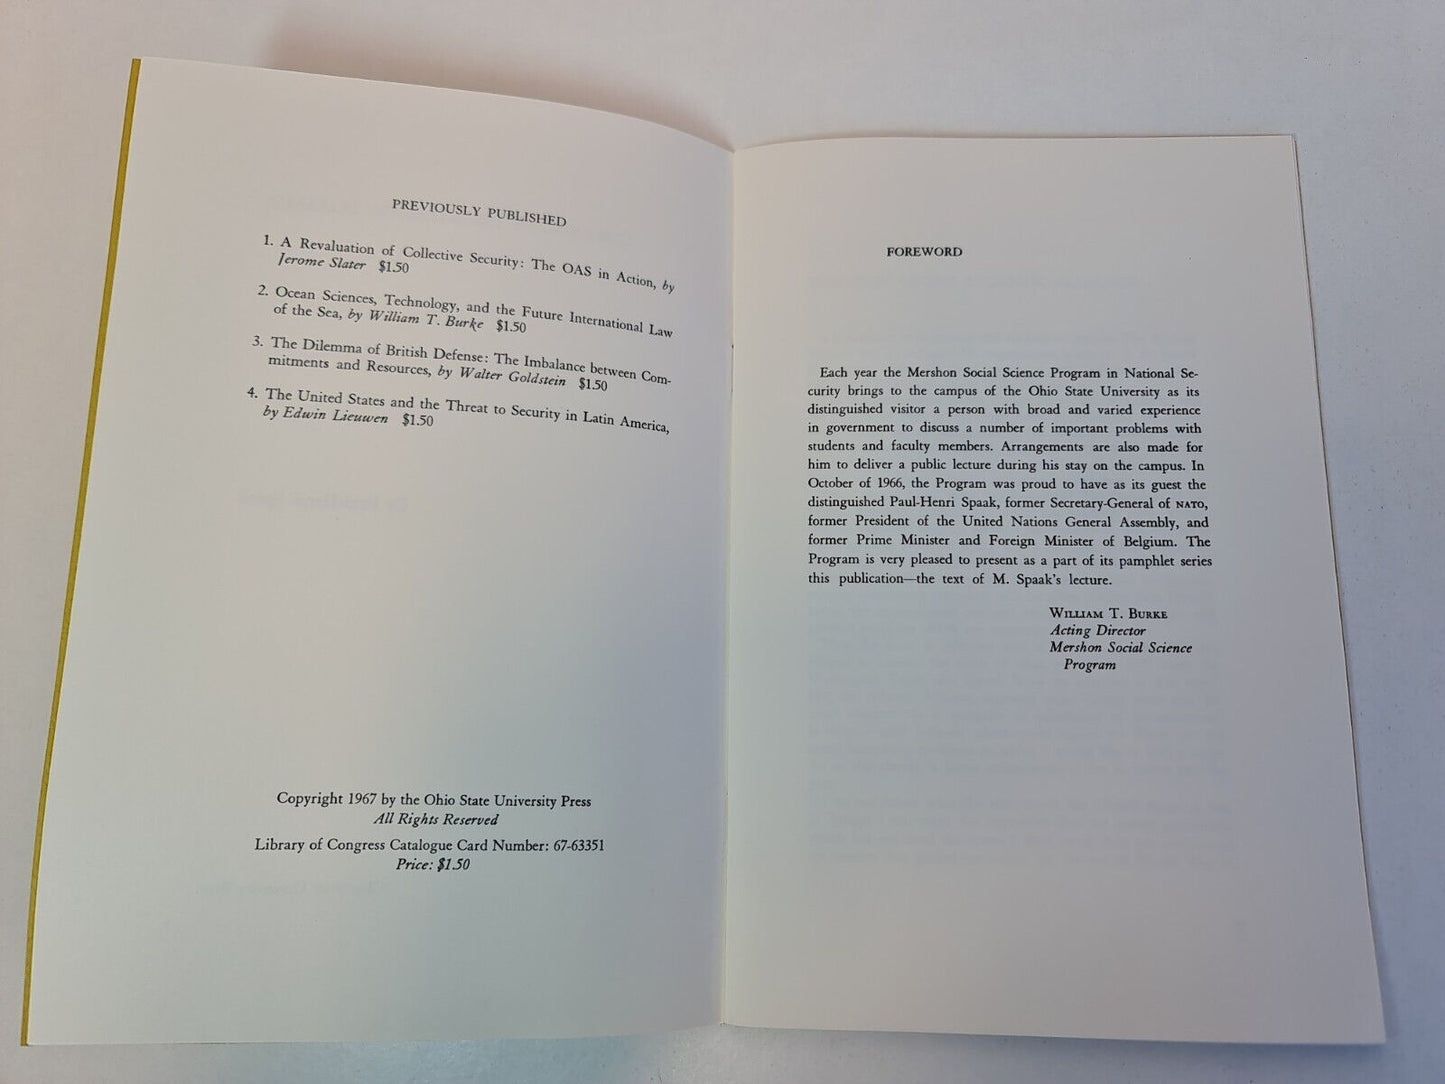 PREVIOUSLY PUBLISHED
1. A Revaluation of Collective Security: The OAS in Action, by
Jerome Slater $1.50
2. Ocean Sciences, Technology, and the Future International Law
of the Sea, by William T. Burke $1.50
3. The Dilemma of British Defense: The Imbalance between Com-
mitments and Resources, by Walter Goldstein $1.50
4. The United States and the Threat to Security in Latin America,
by Edwin Lieuwen $1.50
Copyright 1967 by the Ohio State University Press
All Rights Reserved
Library of Congress Catalogue Card Number: 67-63351
Price: $1.50
FOREWORD
Each year the Mershon Social Science Program in National Se-
curity brings to the campus of the Ohio State University as its
distinguished visitor a person with broad and varied experience
in government to discuss a number of important problems with
students and faculty members. Arrangements are also made for
him to deliver a public lecture during his stay on the campus. In
October of 1966, the Program was proud to have as its guest the
distinguished Paul-Henri Spaak, former Secretary-General of NATO,
former President of the United Nations General Assembly, and
former Prime Minister and Foreign Minister of Belgium. The
Program is very pleased to present as a part of its pamphlet series
this publication—the text of M. Spaak's lecture.
WILLIAM T. BURKE
Acting Director
Mershon Social Science
Program